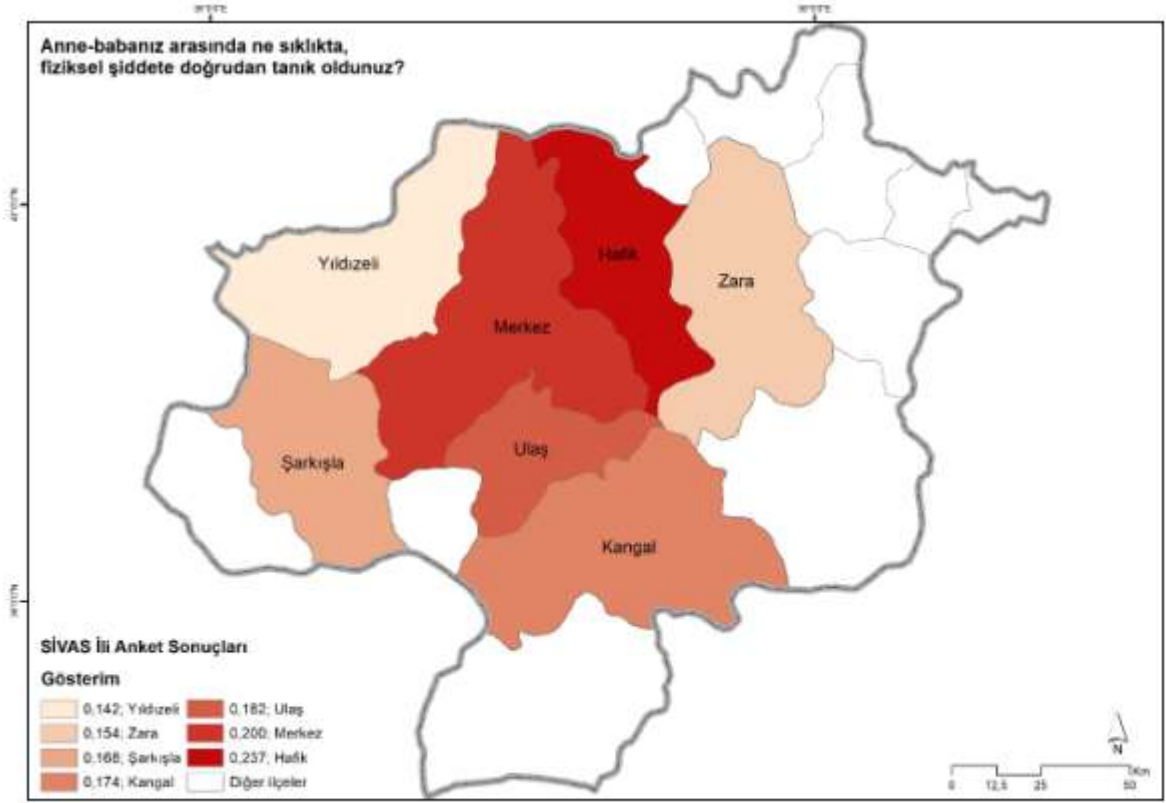 Anne-babanız arasında ne sıklıkta,
fiziksel şiddete doğrudan tanık oldunuz?
Yıldızeli
Hafik
Zara
Merkez
Şarkışla
Ulaş
Kangal
SİVAS İli Anket Sonuçları
Gösterim
0,142; Yıldızeli
0,154; Zara
0,168; Şarkışla
0,174; Kangal
0,182; Ulaş
0,200; Merkez
0,237; Hafik
Diğer ilçeler
N
Km
0 12,5 25 50